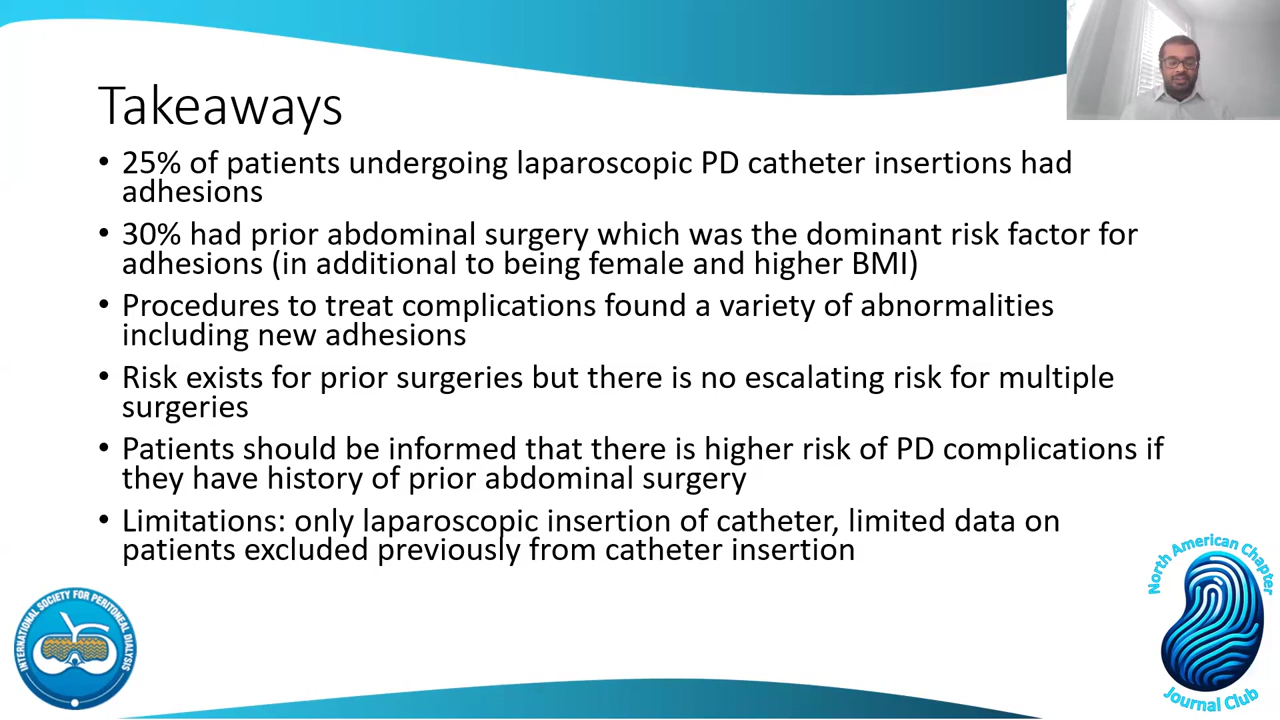 Takeaways
• 25% of patients undergoing laparoscopic PD catheter insertions had
adhesions
• 30% had prior abdominal surgery which was the dominant risk factor for
adhesions (in additional to being female and higher BMI)
• Procedures to treat complications found a variety of abnormalities
including new adhesions
• Risk exists for prior surgeries but there is no escalating risk for multiple
surgeries
• Patients should be informed that there is higher risk of PD complications if
they have history of prior abdominal surgery
• Limitations: only laparoscopic insertion of catheter, limited data on
patients excluded previously from catheter insertion
INTERNATIONAL SOCIETY FOR PERITONEAL DIALYSIS
North American Chapter
Journal Club